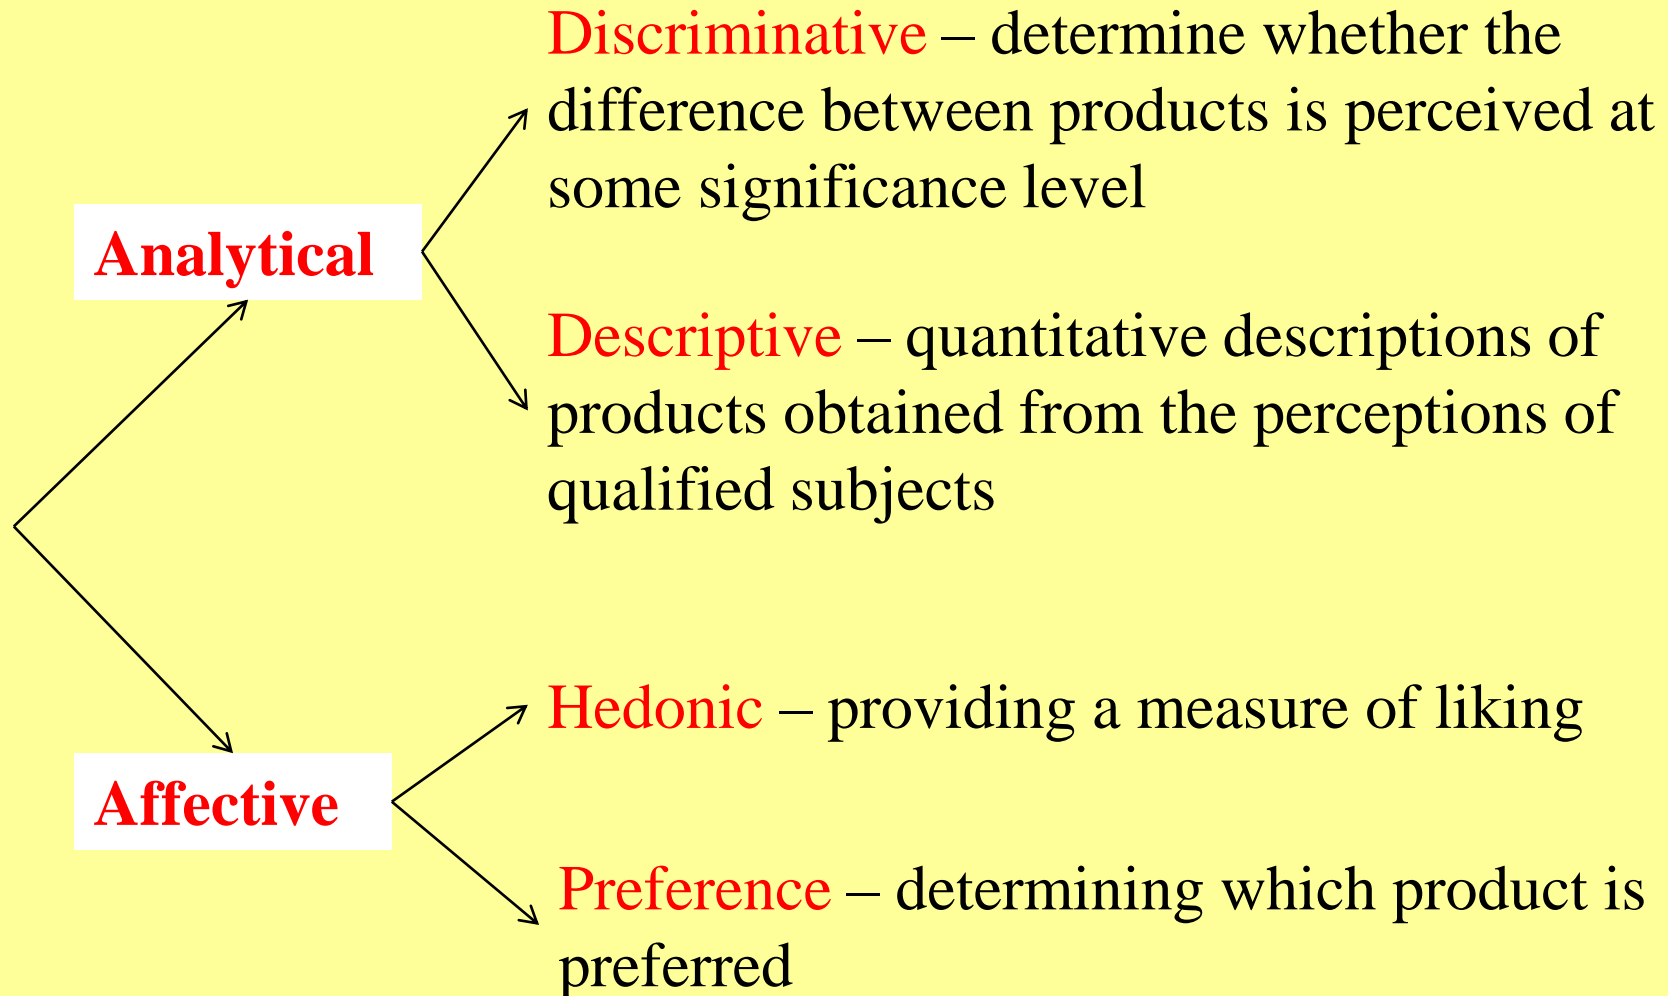 Discriminative – determine whether the
difference between products is perceived at
some significance level
Analytical
Descriptive – quantitative descriptions of
products obtained from the perceptions of
qualified subjects
Hedonic – providing a measure of liking
Affective
Preference – determining which product is
preferred